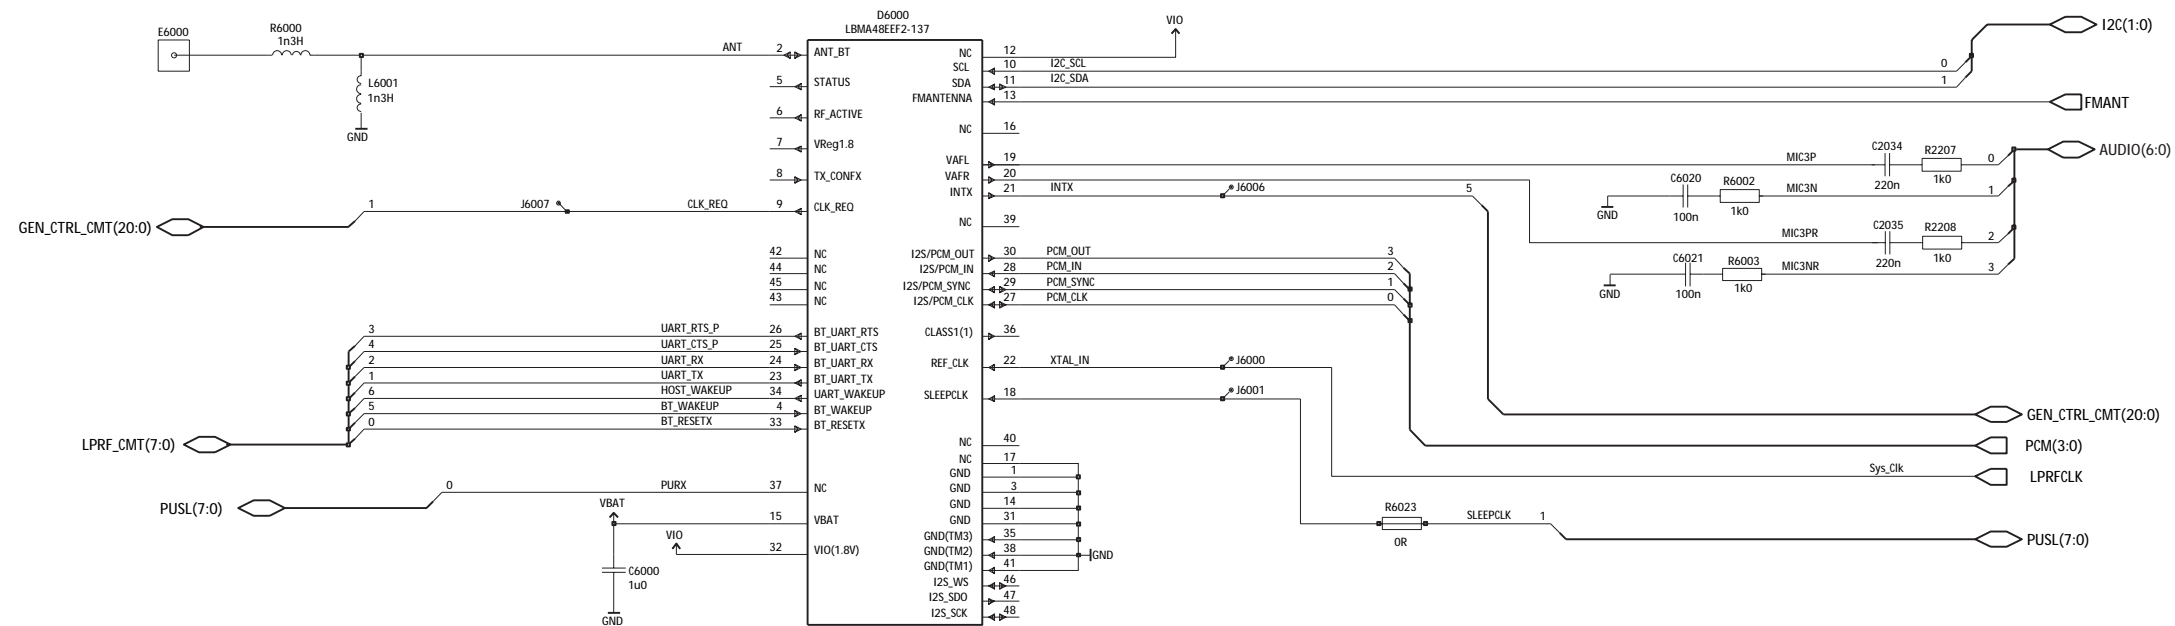 D6000
LBMA48EEF2-137
E6000
R6000
1n3H
L6001
1n3H
GND
ANT 2 ANT_BT
5 STATUS
6 RF_ACTIVE
7 VReg1.8
8 TX_CONFX
GEN_CTRL_CMT(20:0) 1 J6007 CLK_REQ 9 CLK_REQ
42 NC
44 NC
45 NC
43 NC
3 UART_RTS_P 26 BT_UART_RTS
4 UART_CTS_P 25 BT_UART_CTS
2 UART_RX 24 BT_UART_RX
1 UART_TX 23 BT_UART_TX
6 HOST_WAKEUP 34 UART_WAKEUP
5 BT_WAKEUP 4 BT_WAKEUP
0 BT_RESETX 33 BT_RESETX
LPRF_CMT(7:0)
PUSL(7:0) 0 PURX 37 NC
VBAT 15 VBAT
VIO 32 VIO(1.8V)
C6000
1u0
GND
NC 12 VIO
SCL 10 I2C_SCL 0
SDA 11 I2C_SDA 1
I2C(1:0)
FMANTENNA 13 FMANT
NC 16
VAFL 19 MIC3P C2034 220n R2207 1k0 0
VAFR 20
INTX 21 INTX J6006 5
GND C6020 100n R6002 1k0 MIC3N 1
AUDIO(6:0)
NC 39
MIC3PR C2035 220n R2208 1k0 2
GND C6021 100n R6003 1k0 MIC3NR 3
I2S/PCM_OUT 30 PCM_OUT 3
I2S/PCM_IN 28 PCM_IN 2
I2S/PCM_SYNC 29 PCM_SYNC 1
I2S/PCM_CLK 27 PCM_CLK 0
CLASS1(1) 36
REF_CLK 22 XTAL_IN J6000
SLEEPCLK 18 J6001
GEN_CTRL_CMT(20:0)
PCM(3:0)
Sys_Clk LPRFCLK
R6023
0R
SLEEPCLK 1
PUSL(7:0)
NC 40
NC 17
GND 1
GND 3
GND 14
GND 31
GND(TM3) 35
GND(TM2) 38 GND
GND(TM1) 41
I2S_WS 46
I2S_SDO 47
I2S_SCK 48